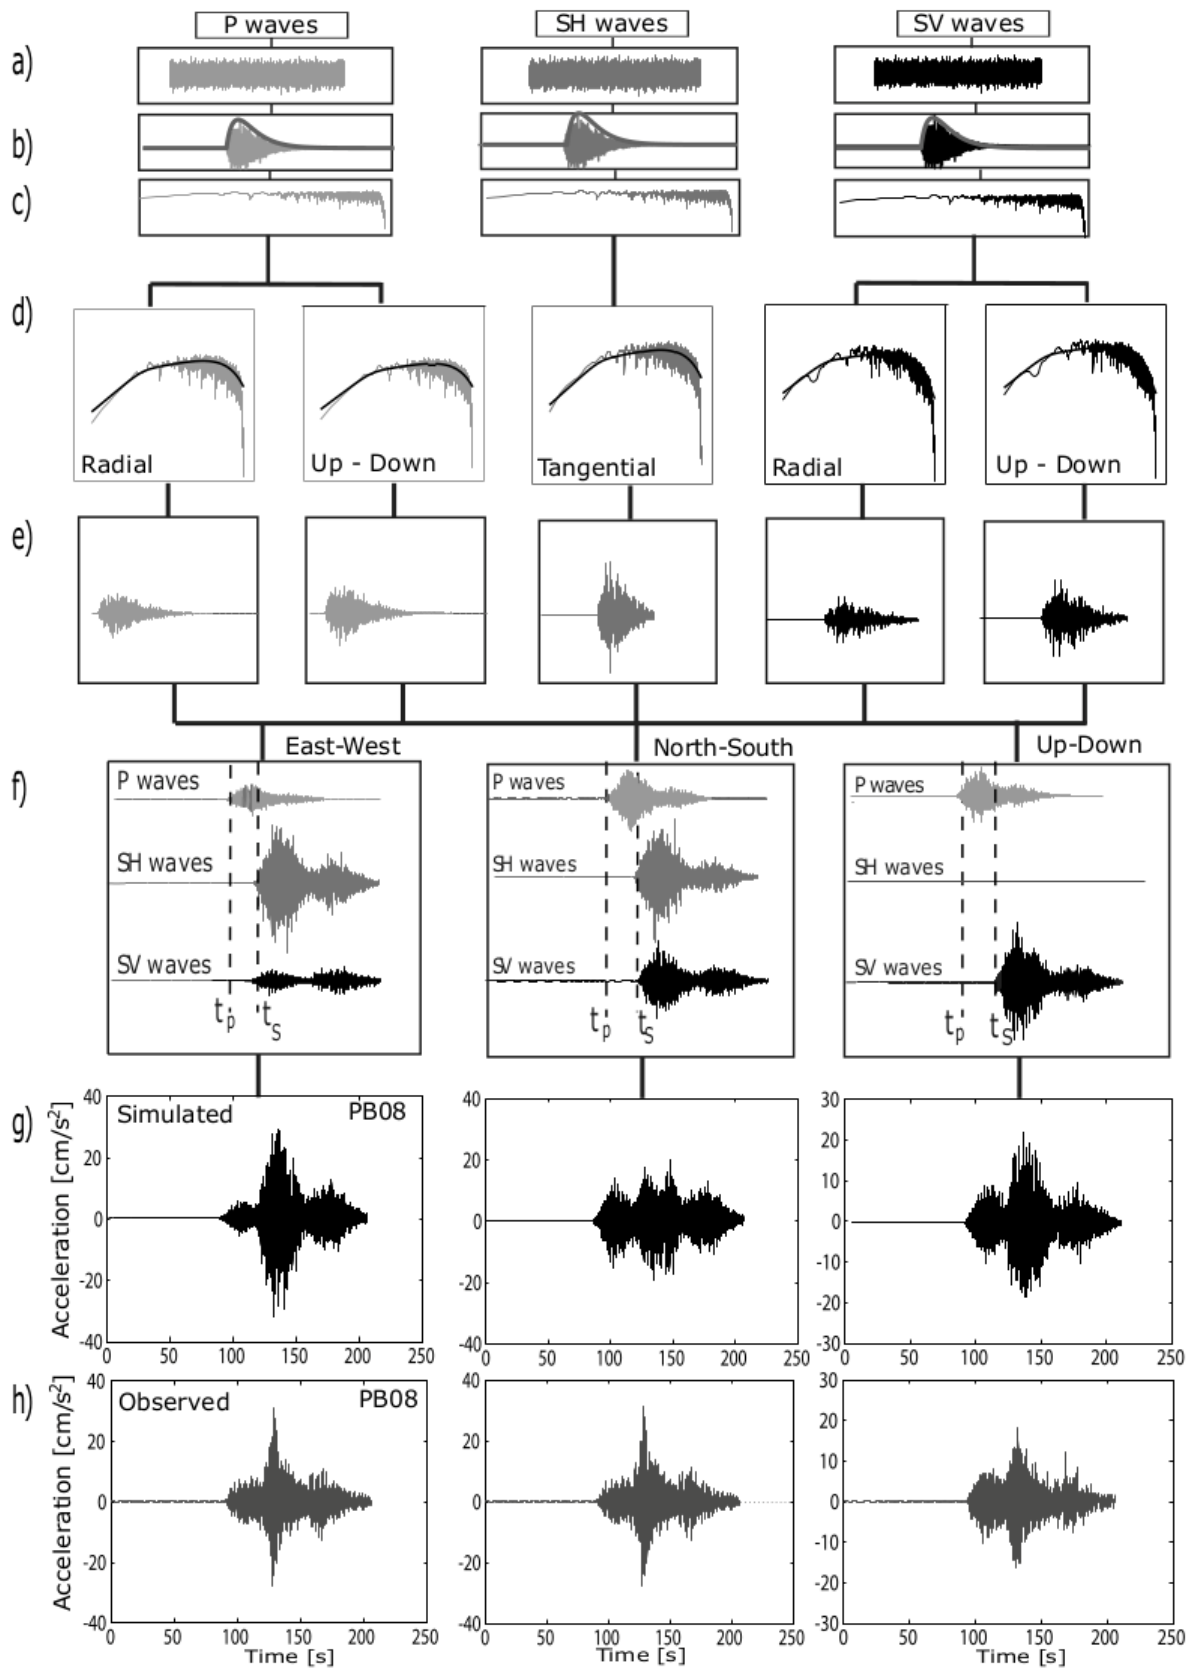 P waves SH waves SV waves
a)
b)
c)
d)
Radial Up - Down Tangential Radial Up - Down
e)
East-West North-South Up-Down
f)
P waves P waves P waves
SH waves SH waves SH waves
SV waves SV waves SV waves
tp ts tp ts tp ts
g)
Simulated PB08
Acceleration [cm/s²]
40 20 0 -20 -40
0 50 100 150 200 250
40 20 0 -20 -40
0 50 100 150 200 250
30 20 10 0 -10 -20 -30
0 50 100 150 200 250
h)
Observed PB08
Acceleration [cm/s²]
40 20 0 -20 -40
0 50 100 150 200 250
Time [s]
40 20 0 -20 -40
0 50 100 150 200 250
Time [s]
30 20 10 0 -10 -20 -30
0 50 100 150 200 250
Time [s]